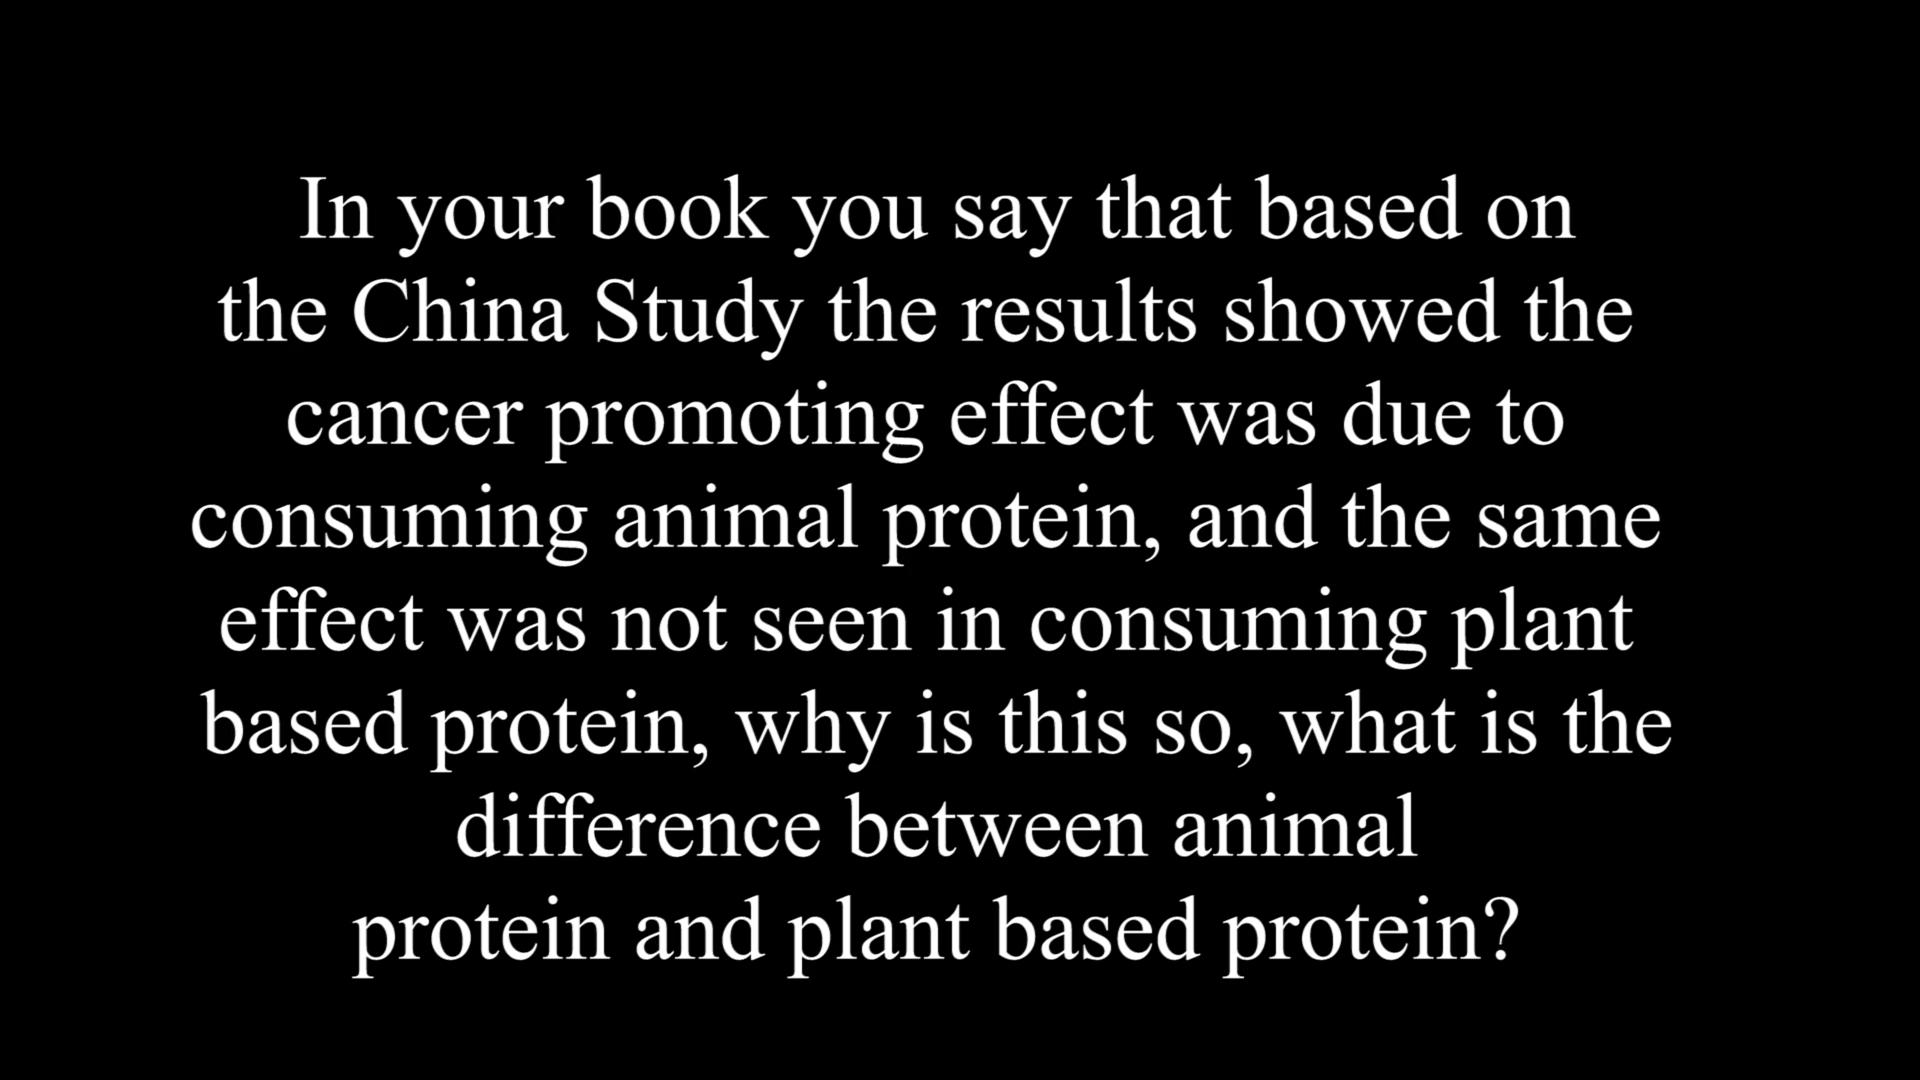 In your book you say that based on
the China Study the results showed the
cancer promoting effect was due to
consuming animal protein, and the same
effect was not seen in consuming plant
based protein, why is this so, what is the
difference between animal
protein and plant based protein?